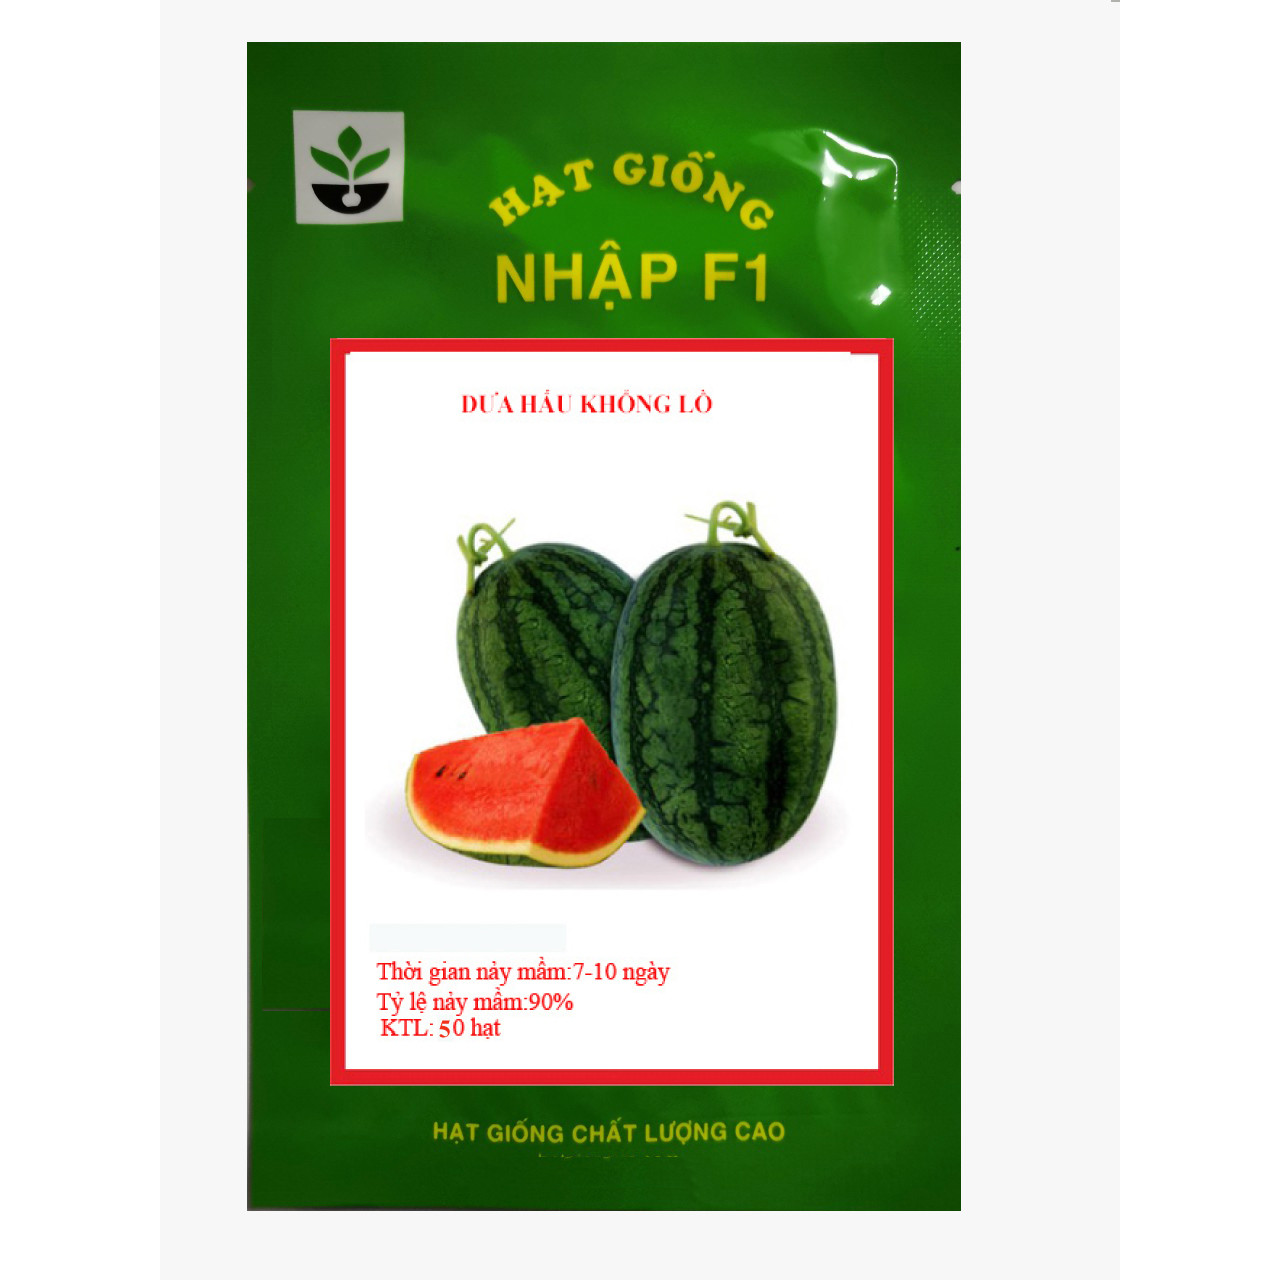 HẠT GIỐNG
NHẬP F1
DƯA HẤU KHỔNG LỒ
Thời gian nảy mầm:7-10 ngày
Tỷ lệ nảy mầm:90%
KTL: 50 hạt
HẠT GIỐNG CHẤT LƯỢNG CAO